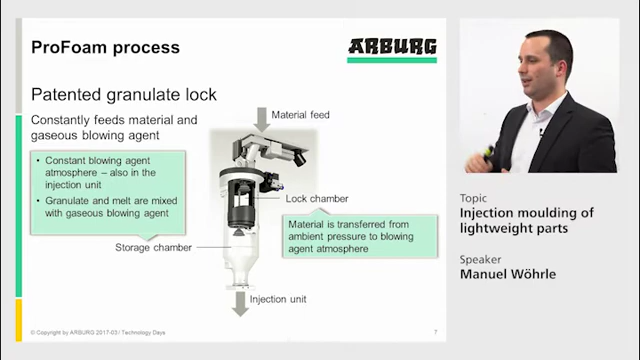 ProFoam process
ARBURG
Patented granulate lock
Constantly feeds material and
gaseous blowing agent
• Constant blowing agent
atmosphere – also in the
injection unit
• Granulate and melt are mixed
with gaseous blowing agent
Material feed
Lock chamber
Material is transferred from
ambient pressure to blowing
agent atmosphere
Storage chamber
Injection unit
© Copyright by ARBURG 2017-03 / Technology Days
7
Topic
Injection moulding of
lightweight parts
Speaker
Manuel Wöhrle